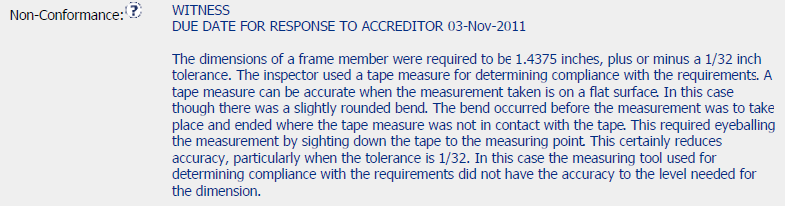 Non-Conformance: ?
WITNESS
DUE DATE FOR RESPONSE TO ACCREDITOR 03-Nov-2011
The dimensions of a frame member were required to be 1.4375 inches, plus or minus a 1/32 inch
tolerance. The inspector used a tape measure for determining compliance with the requirements. A
tape measure can be accurate when the measurement taken is on a flat surface. In this case
though there was a slightly rounded bend. The bend occurred before the measurement was to take
place and ended where the tape measure was not in contact with the tape. This required eyeballing
the measurement by sighting down the tape to the measuring point. This certainly reduces
accuracy, particularly when the tolerance is 1/32. In this case the measuring tool used for
determining compliance with the requirements did not have the accuracy to the level needed for
the dimension.